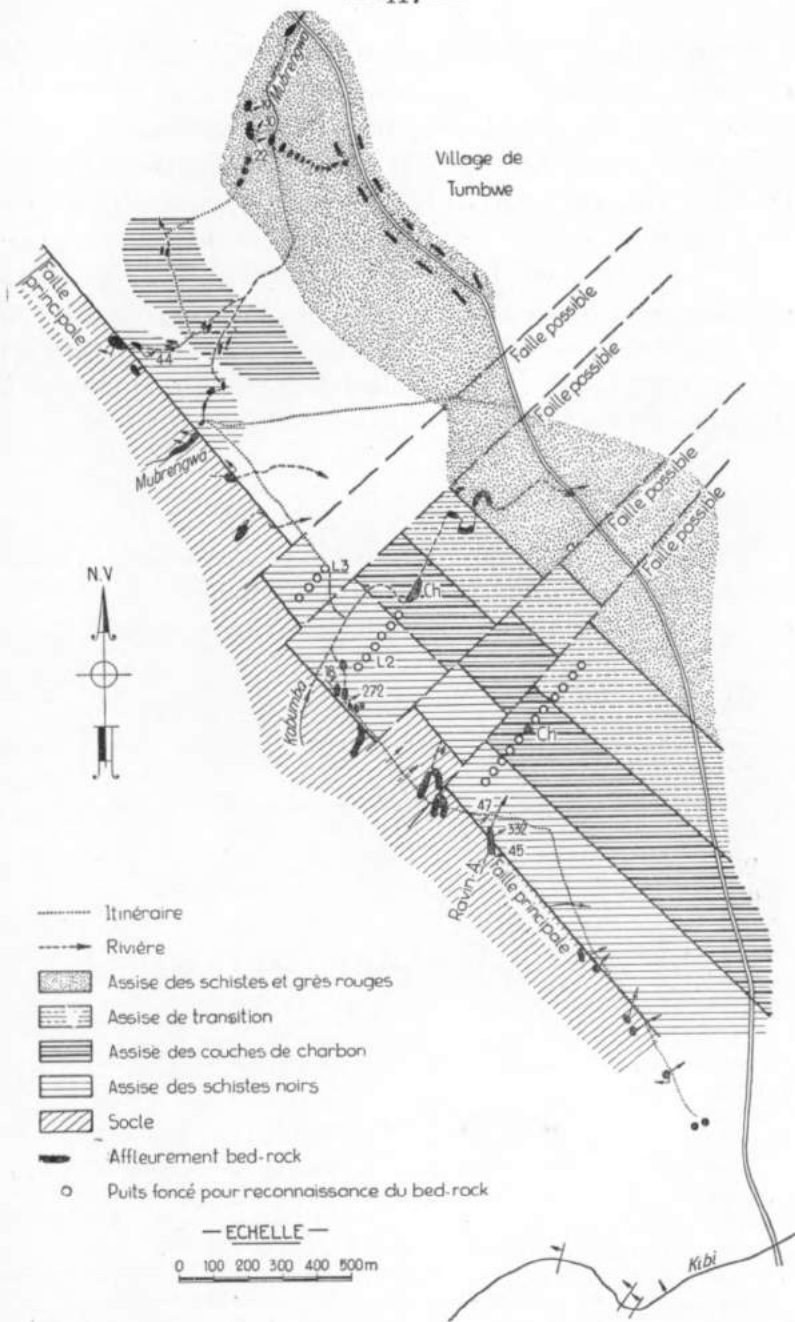 Mubrengwa
22
Village de
Tumbwe
Faille
principale
44
Mubrengwa
Faille possible
Faille possible
Faille possible
Faille possible
N.V
L3
Ch
L2
272
Kabumba
Ch
47
332
45
Ravin A.
Faille principale
Itinéraire
Rivière
Assise des schistes et grès rouges
Assise de transition
Assise des couches de charbon
Assise des schistes noirs
Socle
Affleurement bed-rock
Puits foncé pour reconnaissance du bed-rock
— ECHELLE —
0 100 200 300 400 500m
Kibi